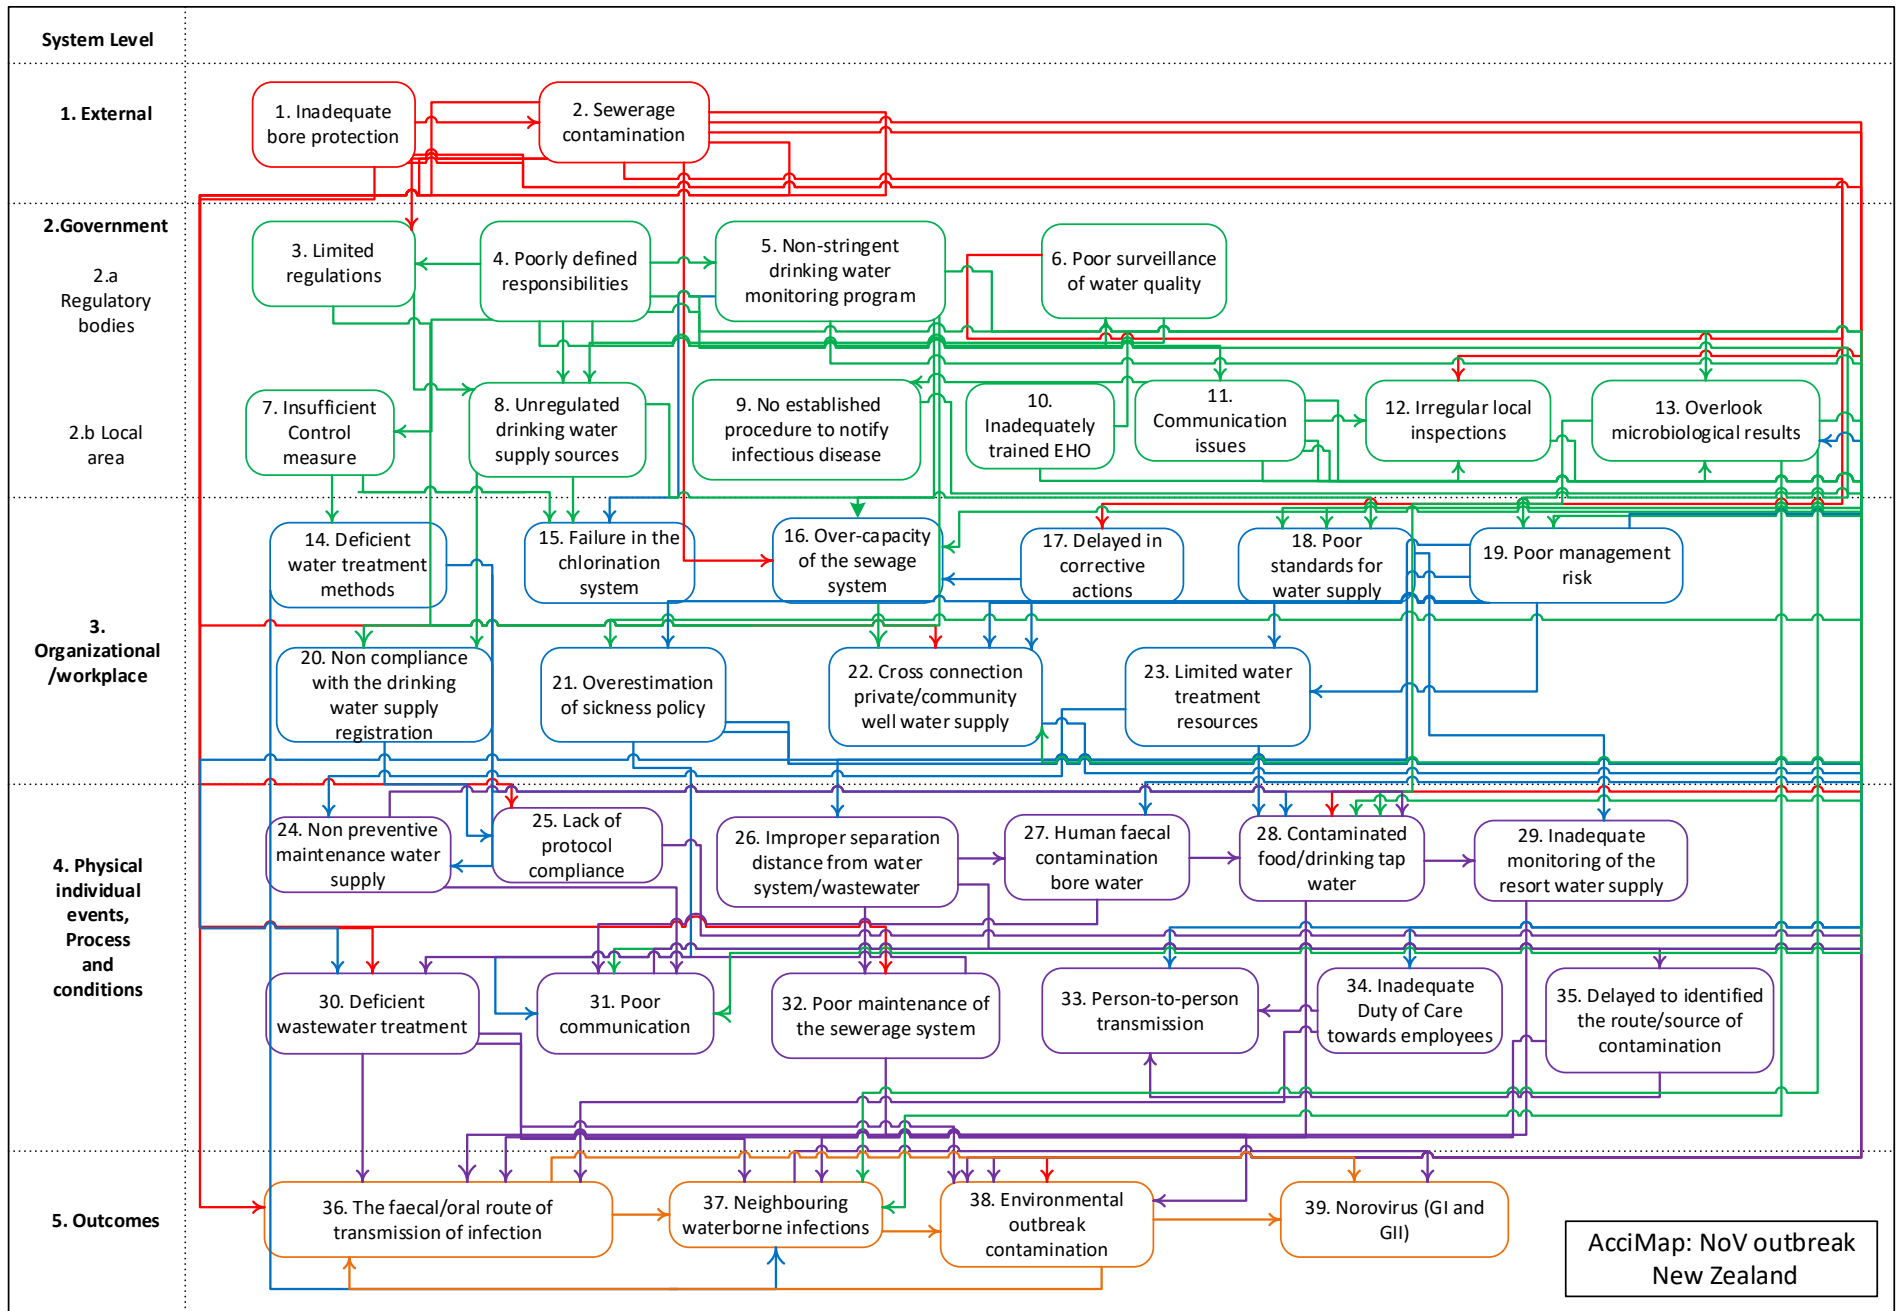 System Level
1. External
1. Inadequate
bore protection
2. Sewerage
contamination
2.Government
2.a
Regulatory
bodies
3. Limited
regulations
4. Poorly defined
responsibilities
5. Non-stringent
drinking water
monitoring program
6. Poor surveillance
of water quality
2.b Local
area
7. Insufficient
Control
measure
8. Unregulated
drinking water
supply sources
9. No established
procedure to notify
infectious disease
10.
Inadequately
trained EHO
11.
Communication
issues
12. Irregular local
inspections
13. Overlook
microbiological results
3.
Organizational
/workplace
14. Deficient
water treatment
methods
15. Failure in the
chlorination
system
16. Over-capacity
of the sewage
system
17. Delayed in
corrective
actions
18. Poor
standards for
water supply
19. Poor management
risk
20. Non compliance
with the drinking
water supply
registration
21. Overestimation
of sickness policy
22. Cross connection
private/community
well water supply
23. Limited water
treatment
resources
4. Physical
individual
events,
Process
and
conditions
24. Non preventive
maintenance water
supply
25. Lack of
protocol
compliance
26. Improper separation
distance from water
system/wastewater
27. Human faecal
contamination
bore water
28. Contaminated
food/drinking tap
water
29. Inadequate
monitoring of the
resort water supply
30. Deficient
wastewater treatment
31. Poor
communication
32. Poor maintenance of
the sewerage system
33. Person-to-person
transmission
34. Inadequate
Duty of Care
towards employees
35. Delayed to identified
the route/source of
contamination
5. Outcomes
36. The faecal/oral route of
transmission of infection
37. Neighbouring
waterborne infections
38. Environmental
outbreak
contamination
39. Norovirus (GI and
GII)
AcciMap: NoV outbreak
New Zealand